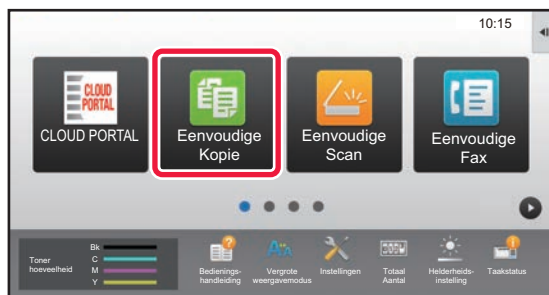 10:15
CLOUD
PORTAL
CLOUD PORTAL
Eenvoudige
Kopie
Eenvoudige
Scan
Eenvoudige
Fax
Toner
hoeveelheid
Bk
C
M
Y
Bedienings-
handleiding
Vergrote
weergavemodus
Instellingen
Totaal
Aantal
Helderheids-
instelling
Taakstatus